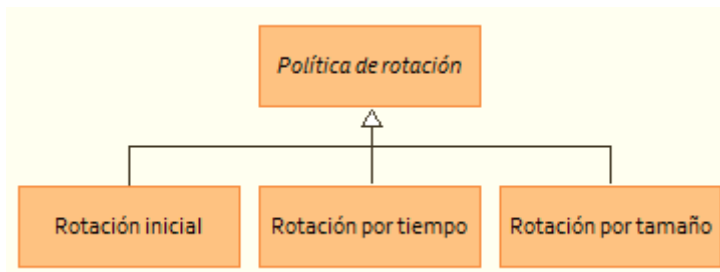 Política de rotación
Rotación inicial
Rotación por tiempo
Rotación por tamaño